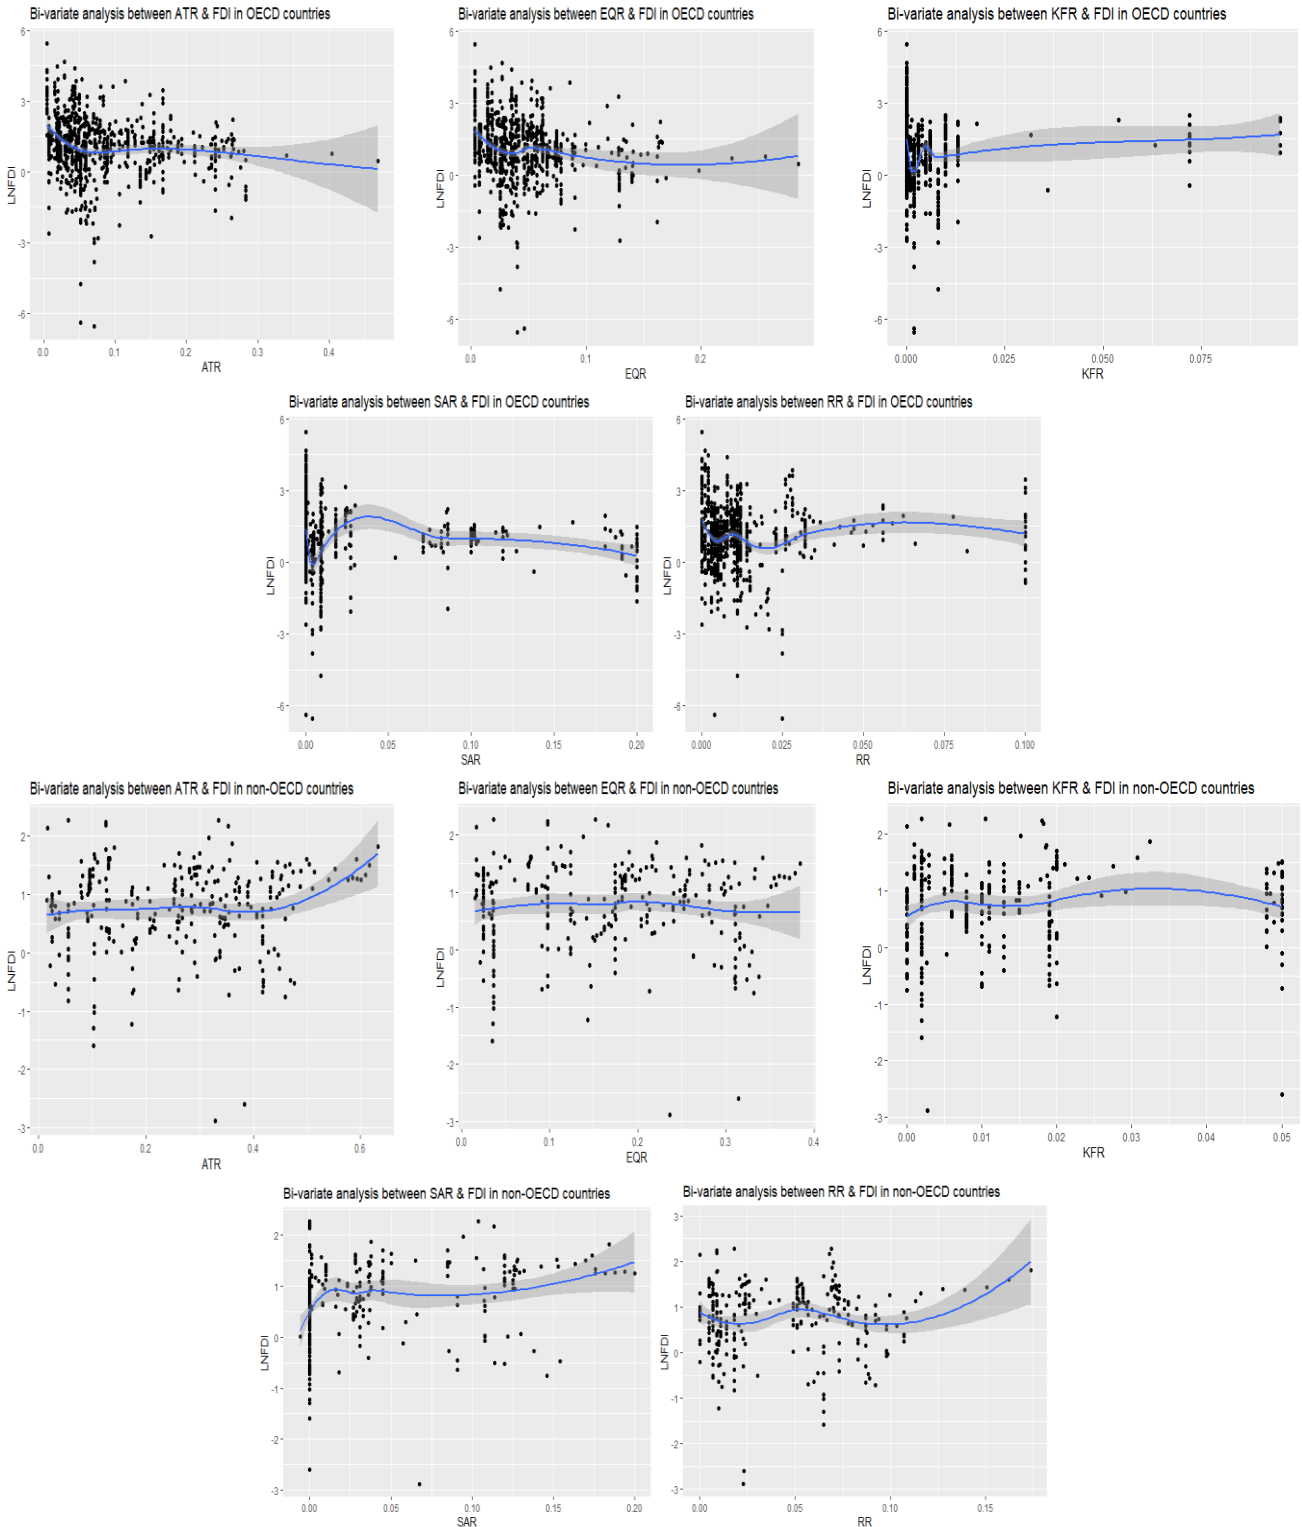 Bi-variate analysis between ATR & FDI in OECD countries
6
3
0
-3
-6
LNFDI
0.0 0.1 0.2 0.3 0.4
ATR
Bi-variate analysis between EQR & FDI in OECD countries
6
3
0
-3
-6
LNFDI
0.0 0.1 0.2
EQR
Bi-variate analysis between KFR & FDI in OECD countries
6
3
0
-3
-6
LNFDI
0.000 0.025 0.050 0.075
KFR
Bi-variate analysis between SAR & FDI in OECD countries
6
3
0
-3
-6
LNFDI
0.00 0.05 0.10 0.15 0.20
SAR
Bi-variate analysis between RR & FDI in OECD countries
6
3
0
-3
-6
LNFDI
0.000 0.025 0.050 0.075 0.100
RR
Bi-variate analysis between ATR & FDI in non-OECD countries
2
1
0
-1
-2
-3
LNFDI
0.0 0.2 0.4 0.6
ATR
Bi-variate analysis between EQR & FDI in non-OECD countries
2
1
0
-1
-2
-3
LNFDI
0.0 0.1 0.2 0.3 0.4
EQR
Bi-variate analysis between KFR & FDI in non-OECD countries
2
1
0
-1
-2
-3
LNFDI
0.00 0.01 0.02 0.03 0.04 0.05
KFR
Bi-variate analysis between SAR & FDI in non-OECD countries
2
1
0
-1
-2
-3
LNFDI
0.00 0.05 0.10 0.15 0.20
SAR
Bi-variate analysis between RR & FDI in non-OECD countries
3
2
1
0
-1
-2
-3
LNFDI
0.00 0.05 0.10 0.15
RR